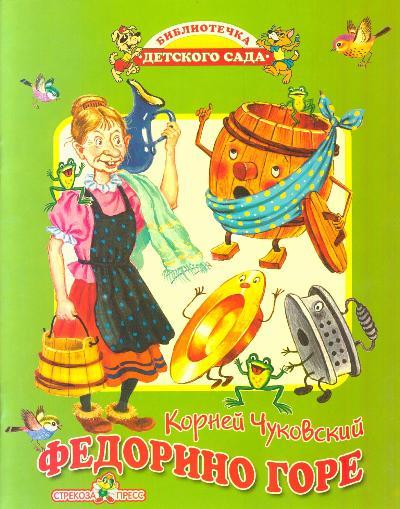 БИБЛИОТЕЧКА
ДЕТСКОГО САДА
Корней Чуковский
ФЕДОРИНО ГОРЕ
СТРЕКОЗА ПРЕСС